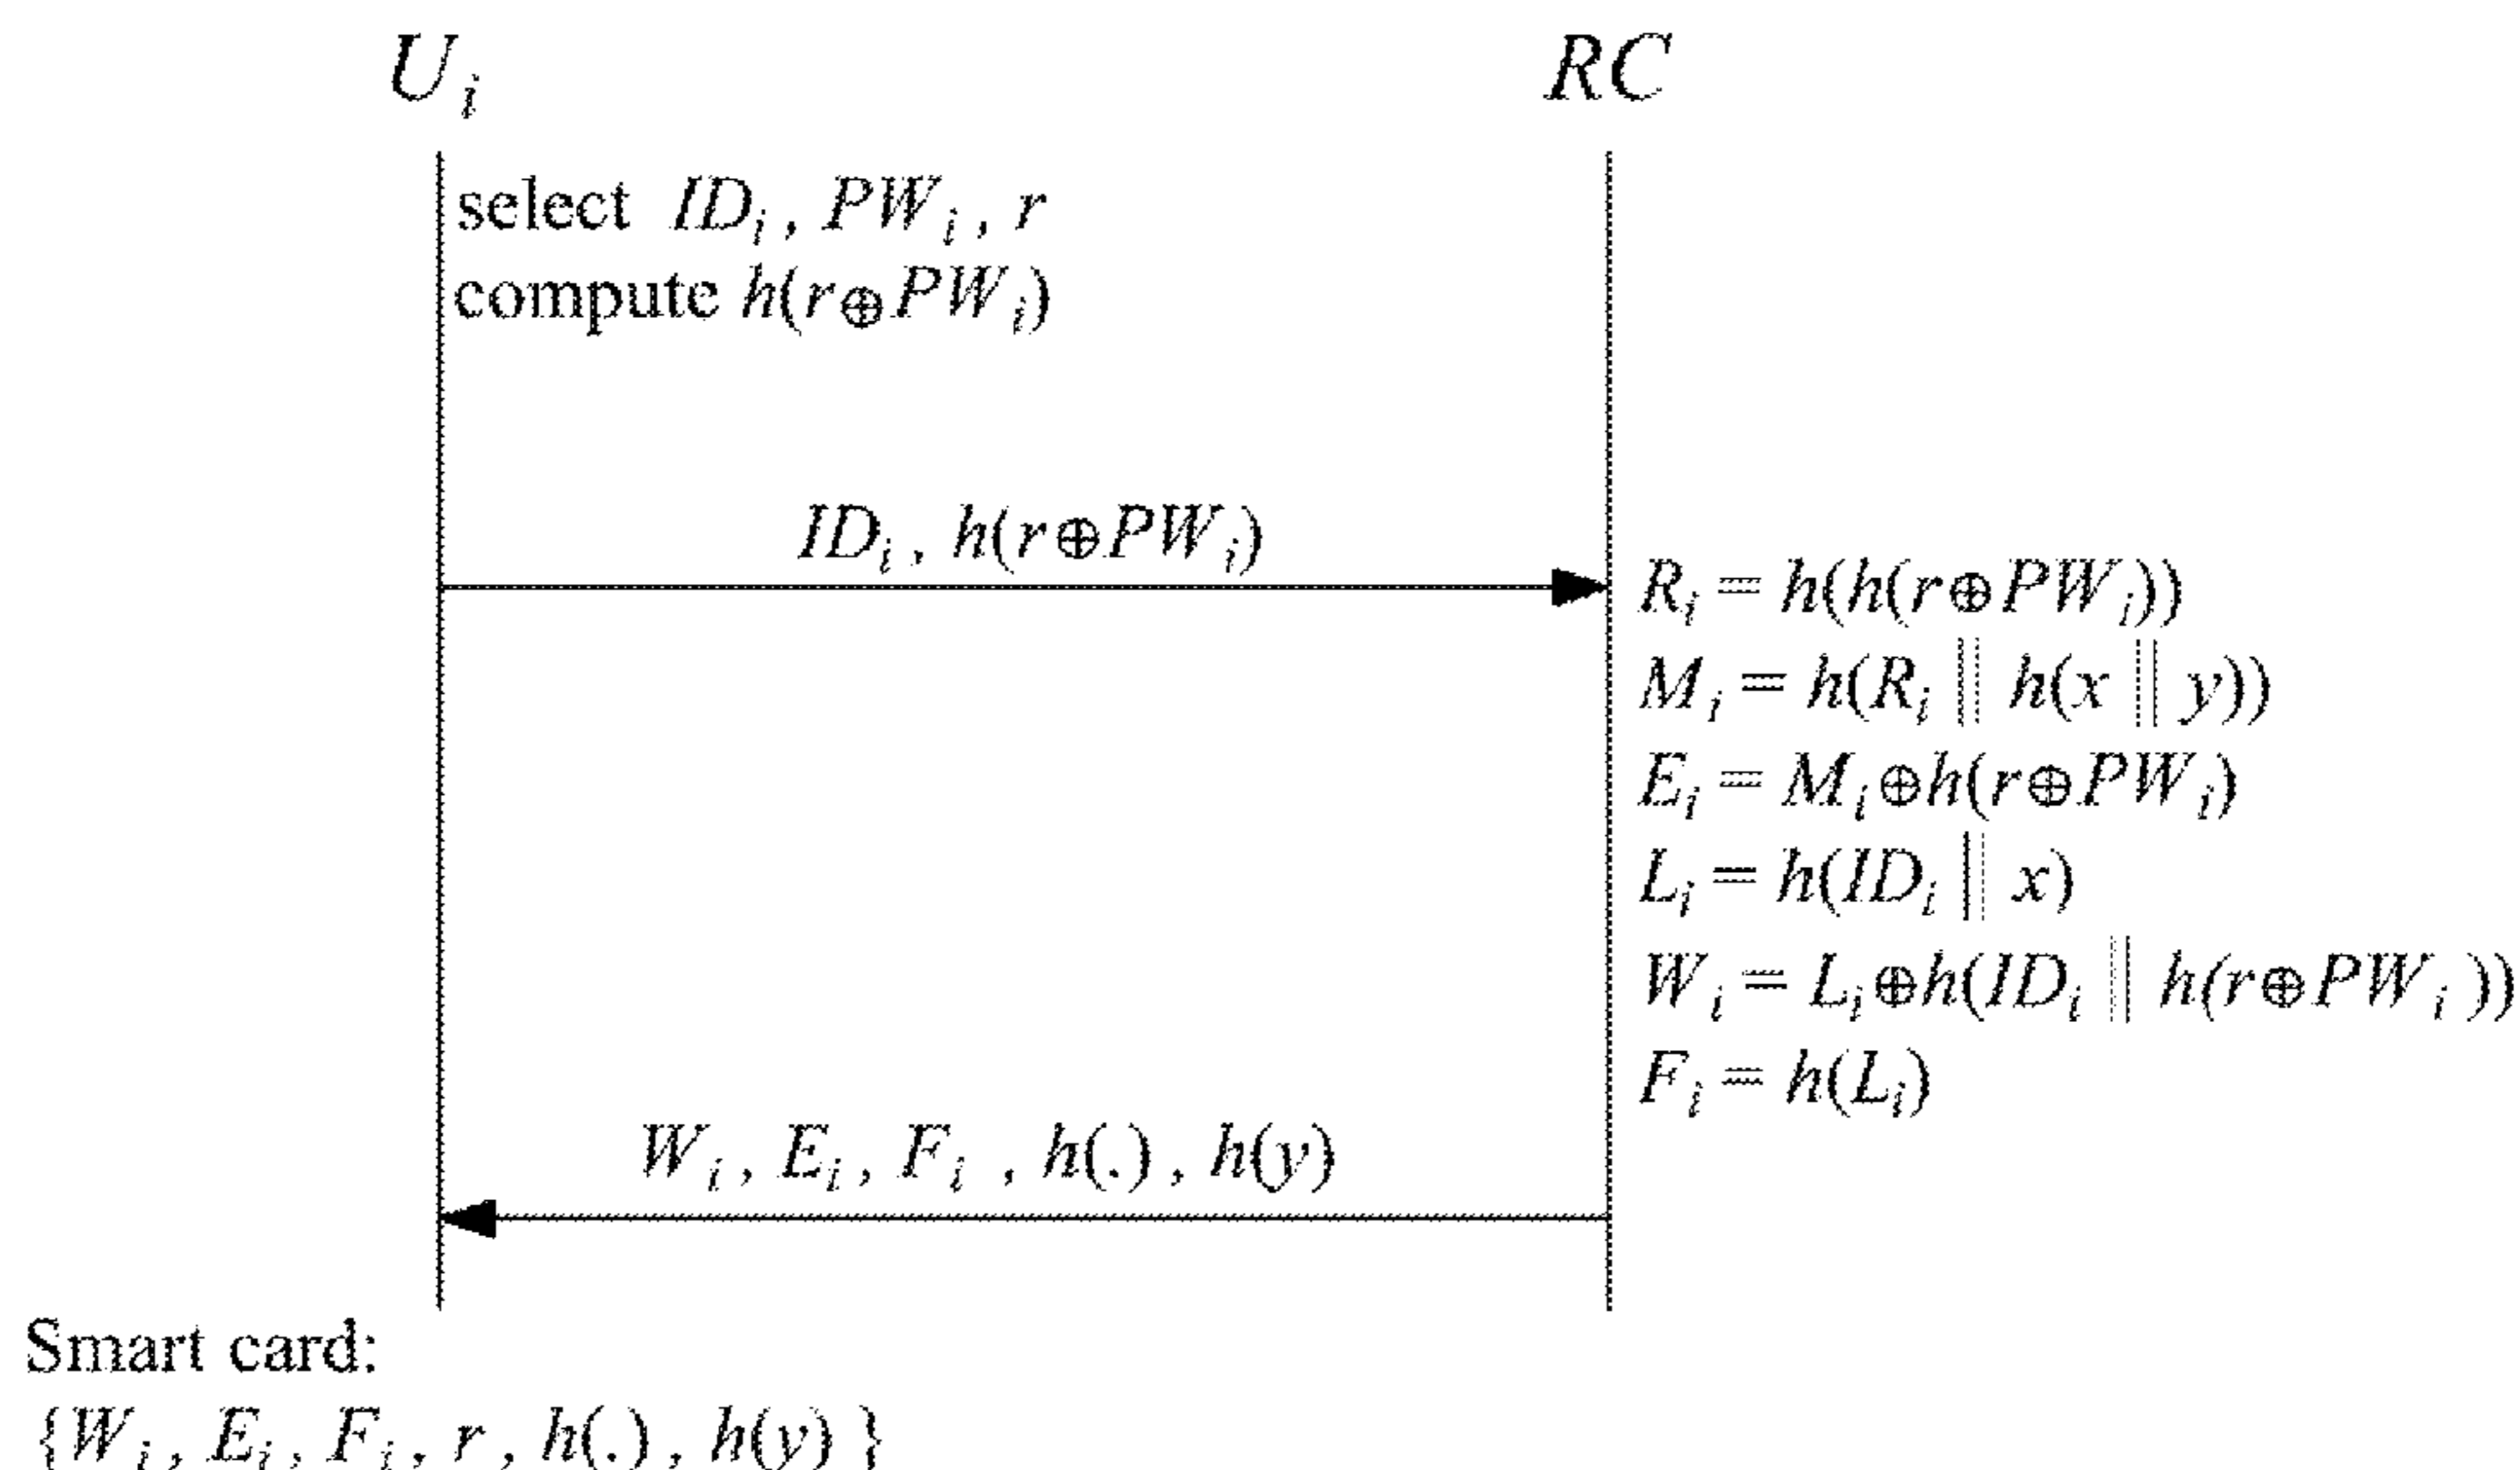 U_i RC
select ID_i, PW_i, r
compute h(r⊕PW_i)
ID_i, h(r⊕PW_i)
R_i = h(h(r⊕PW_i))
M_i = h(R_i || h(x || y))
E_i = M_i⊕h(r⊕PW_i)
L_i = h(ID_i || x)
W_i = L_i⊕h(ID_i || h(r⊕PW_i))
F_i = h(L_i)
W_i, E_i, F_i, h(.), h(y)
Smart card:
{W_i, E_i, F_i, r, h(.), h(y)}